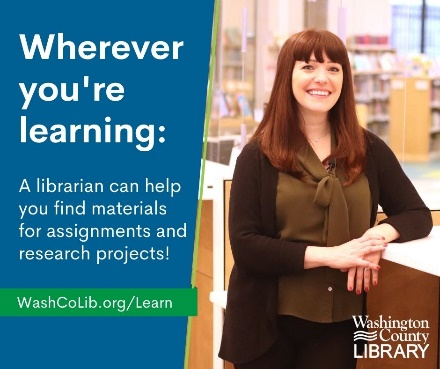 Wherever
you're
learning:
A librarian can help
you find materials
for assignments and
research projects!
WashCoLib.org/Learn
Washington
County
LIBRARY